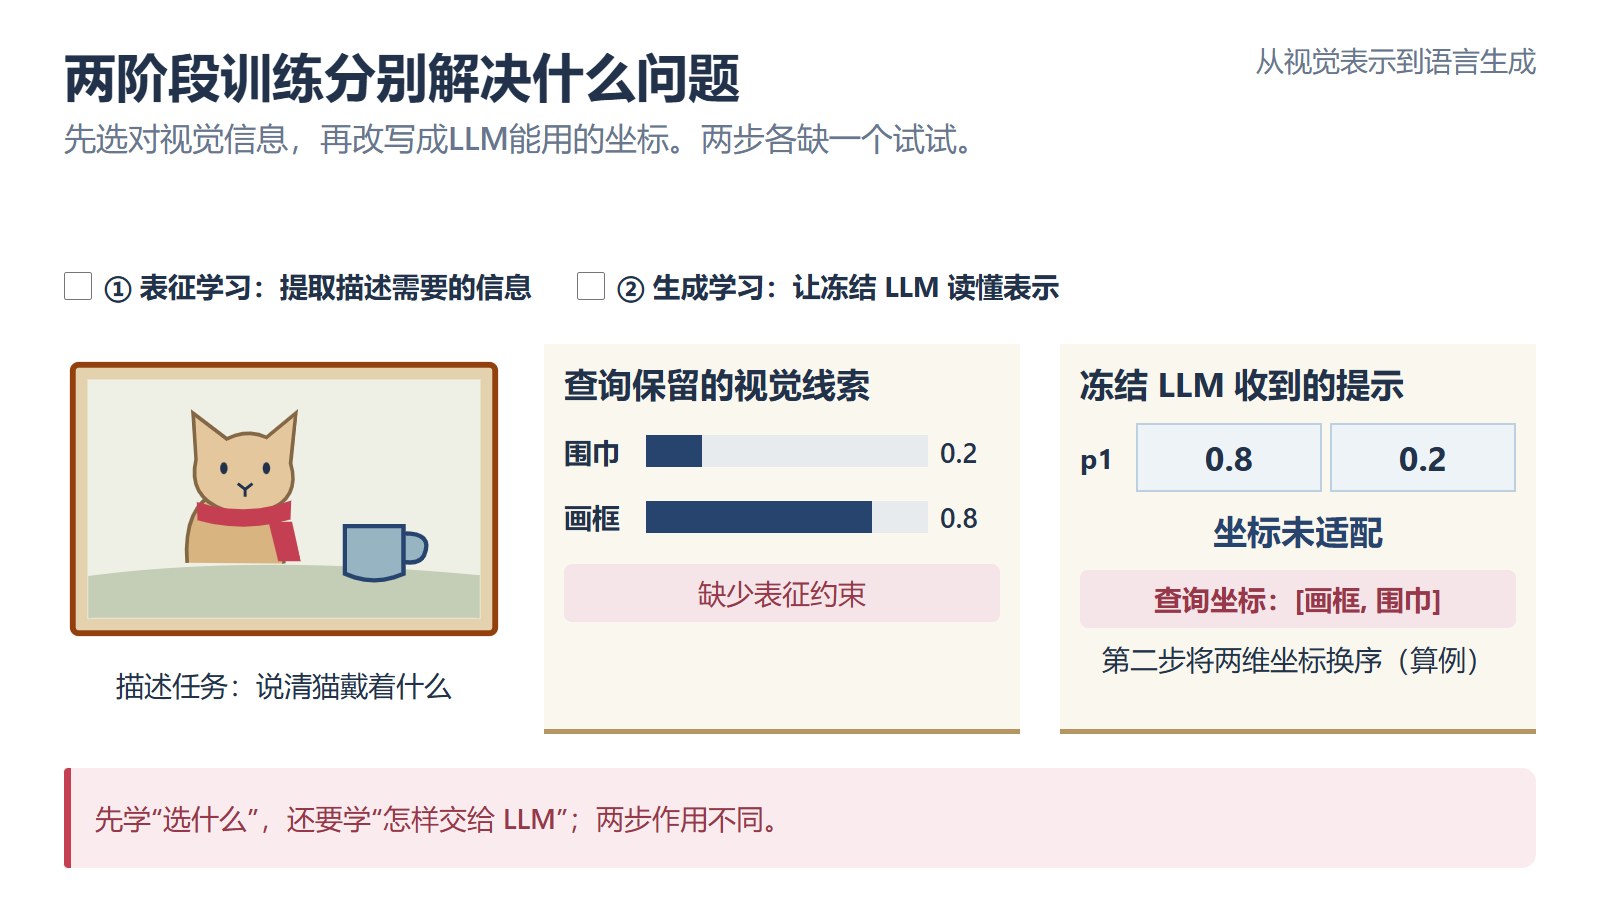 两阶段训练分别解决什么问题
从视觉表示到语言生成
先选对视觉信息，再改写成LLM能用的坐标。两步各缺一个试试。
① 表征学习：提取描述需要的信息
② 生成学习：让冻结 LLM 读懂表示
描述任务：说清猫戴着什么
查询保留的视觉线索
围巾 0.2
画框 0.8
缺少表征约束
冻结 LLM 收到的提示
p1 0.8 0.2
坐标未适配
查询坐标：[画框, 围巾]
第二步将两维坐标换序（算例）
先学“选什么”，还要学“怎样交给 LLM”；两步作用不同。